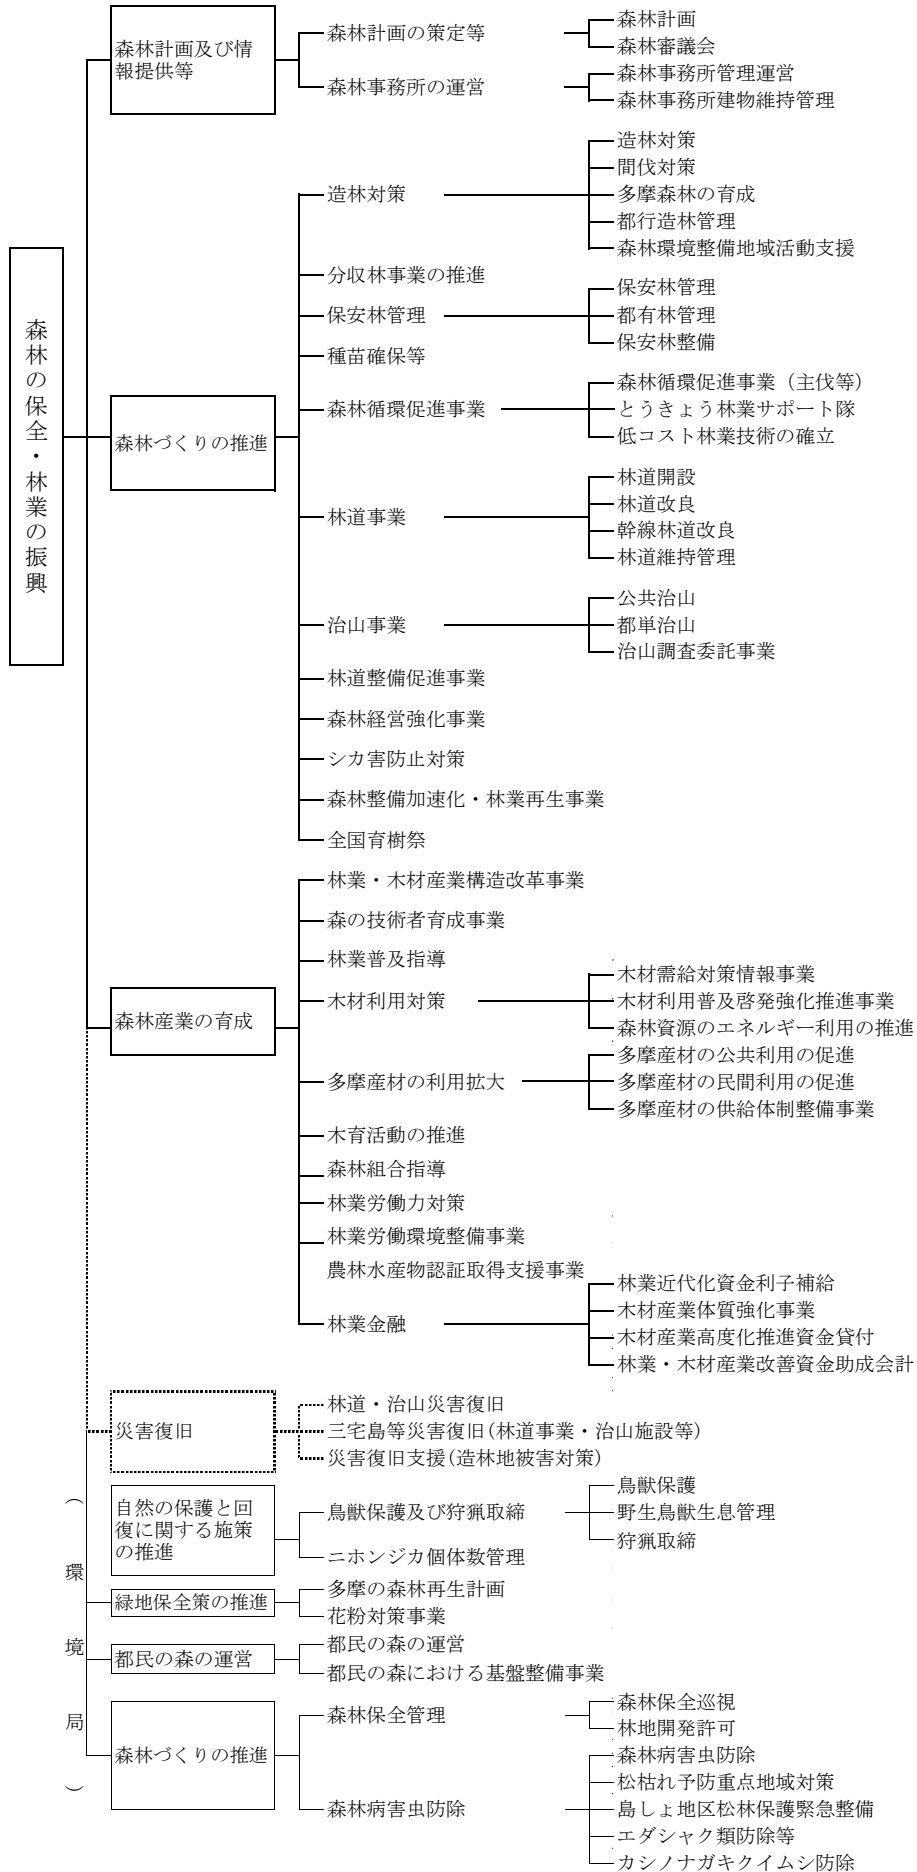 森林の保全・林業の振興
森林計画及び情
報提供等
森林計画の策定等
森林計画
森林審議会
森林事務所の運営
森林事務所管理運営
森林事務所建物維持管理
森林づくりの推進
造林対策
造林対策
間伐対策
多摩森林の育成
都行造林管理
森林環境整備地域活動支援
分収林事業の推進
保安林管理
保安林管理
都有林管理
保安林整備
種苗確保等
森林循環促進事業
森林循環促進事業（主伐等）
とうきょう林業サポート隊
低コスト林業技術の確立
林道事業
林道開設
林道改良
幹線林道改良
林道維持管理
治山事業
公共治山
都単治山
治山調査委託事業
林道整備促進事業
森林経営強化事業
シカ害防止対策
森林整備加速化・林業再生事業
全国育樹祭
森林産業の育成
林業・木材産業構造改革事業
森の技術者育成事業
林業普及指導
木材利用対策
木材需給対策情報事業
木材利用普及啓発強化推進事業
森林資源のエネルギー利用の推進
多摩産材の利用拡大
多摩産材の公共利用の促進
多摩産材の民間利用の促進
多摩産材の供給体制整備事業
木育活動の推進
森林組合指導
林業労働力対策
林業労働環境整備事業
農林水産物認証取得支援事業
林業金融
林業近代化資金利子補給
木材産業体質強化事業
木材産業高度化推進資金貸付
林業・木材産業改善資金助成会計
災害復旧
林道・治山災害復旧
三宅島等災害復旧(林道事業・治山施設等)
災害復旧支援(造林地被害対策)
（環境局）
自然の保護と回
復に関する施策
の推進
鳥獣保護及び狩猟取締
鳥獣保護
野生鳥獣生息管理
狩猟取締
ニホンジカ個体数管理
緑地保全策の推進
多摩の森林再生計画
花粉対策事業
都民の森の運営
都民の森の運営
都民の森における基盤整備事業
森林づくりの推進
森林保全管理
森林保全巡視
林地開発許可
森林病害虫防除
森林病害虫防除
松枯れ予防重点地域対策
島しょ地区松林保護緊急整備
エダシャク類防除等
カシノナガキクイムシ防除